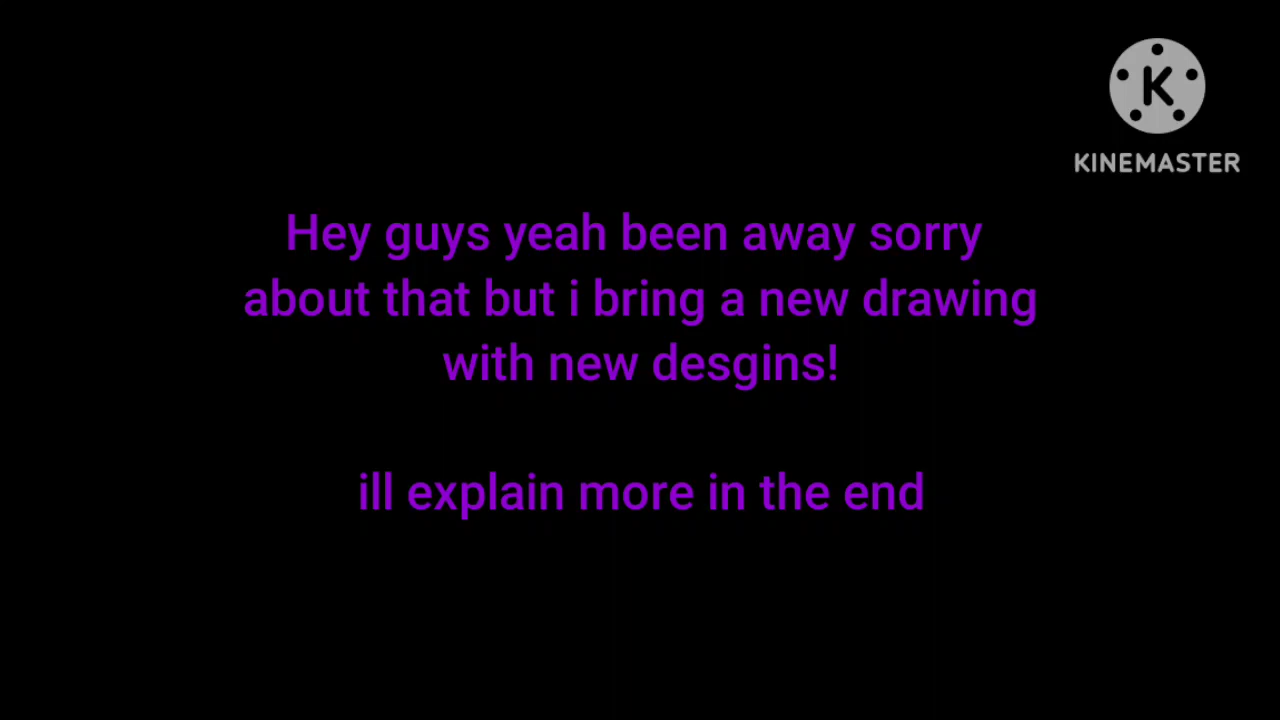 K
KINEMASTER
Hey guys yeah been away sorry
about that but i bring a new drawing
with new desgins!
ill explain more in the end